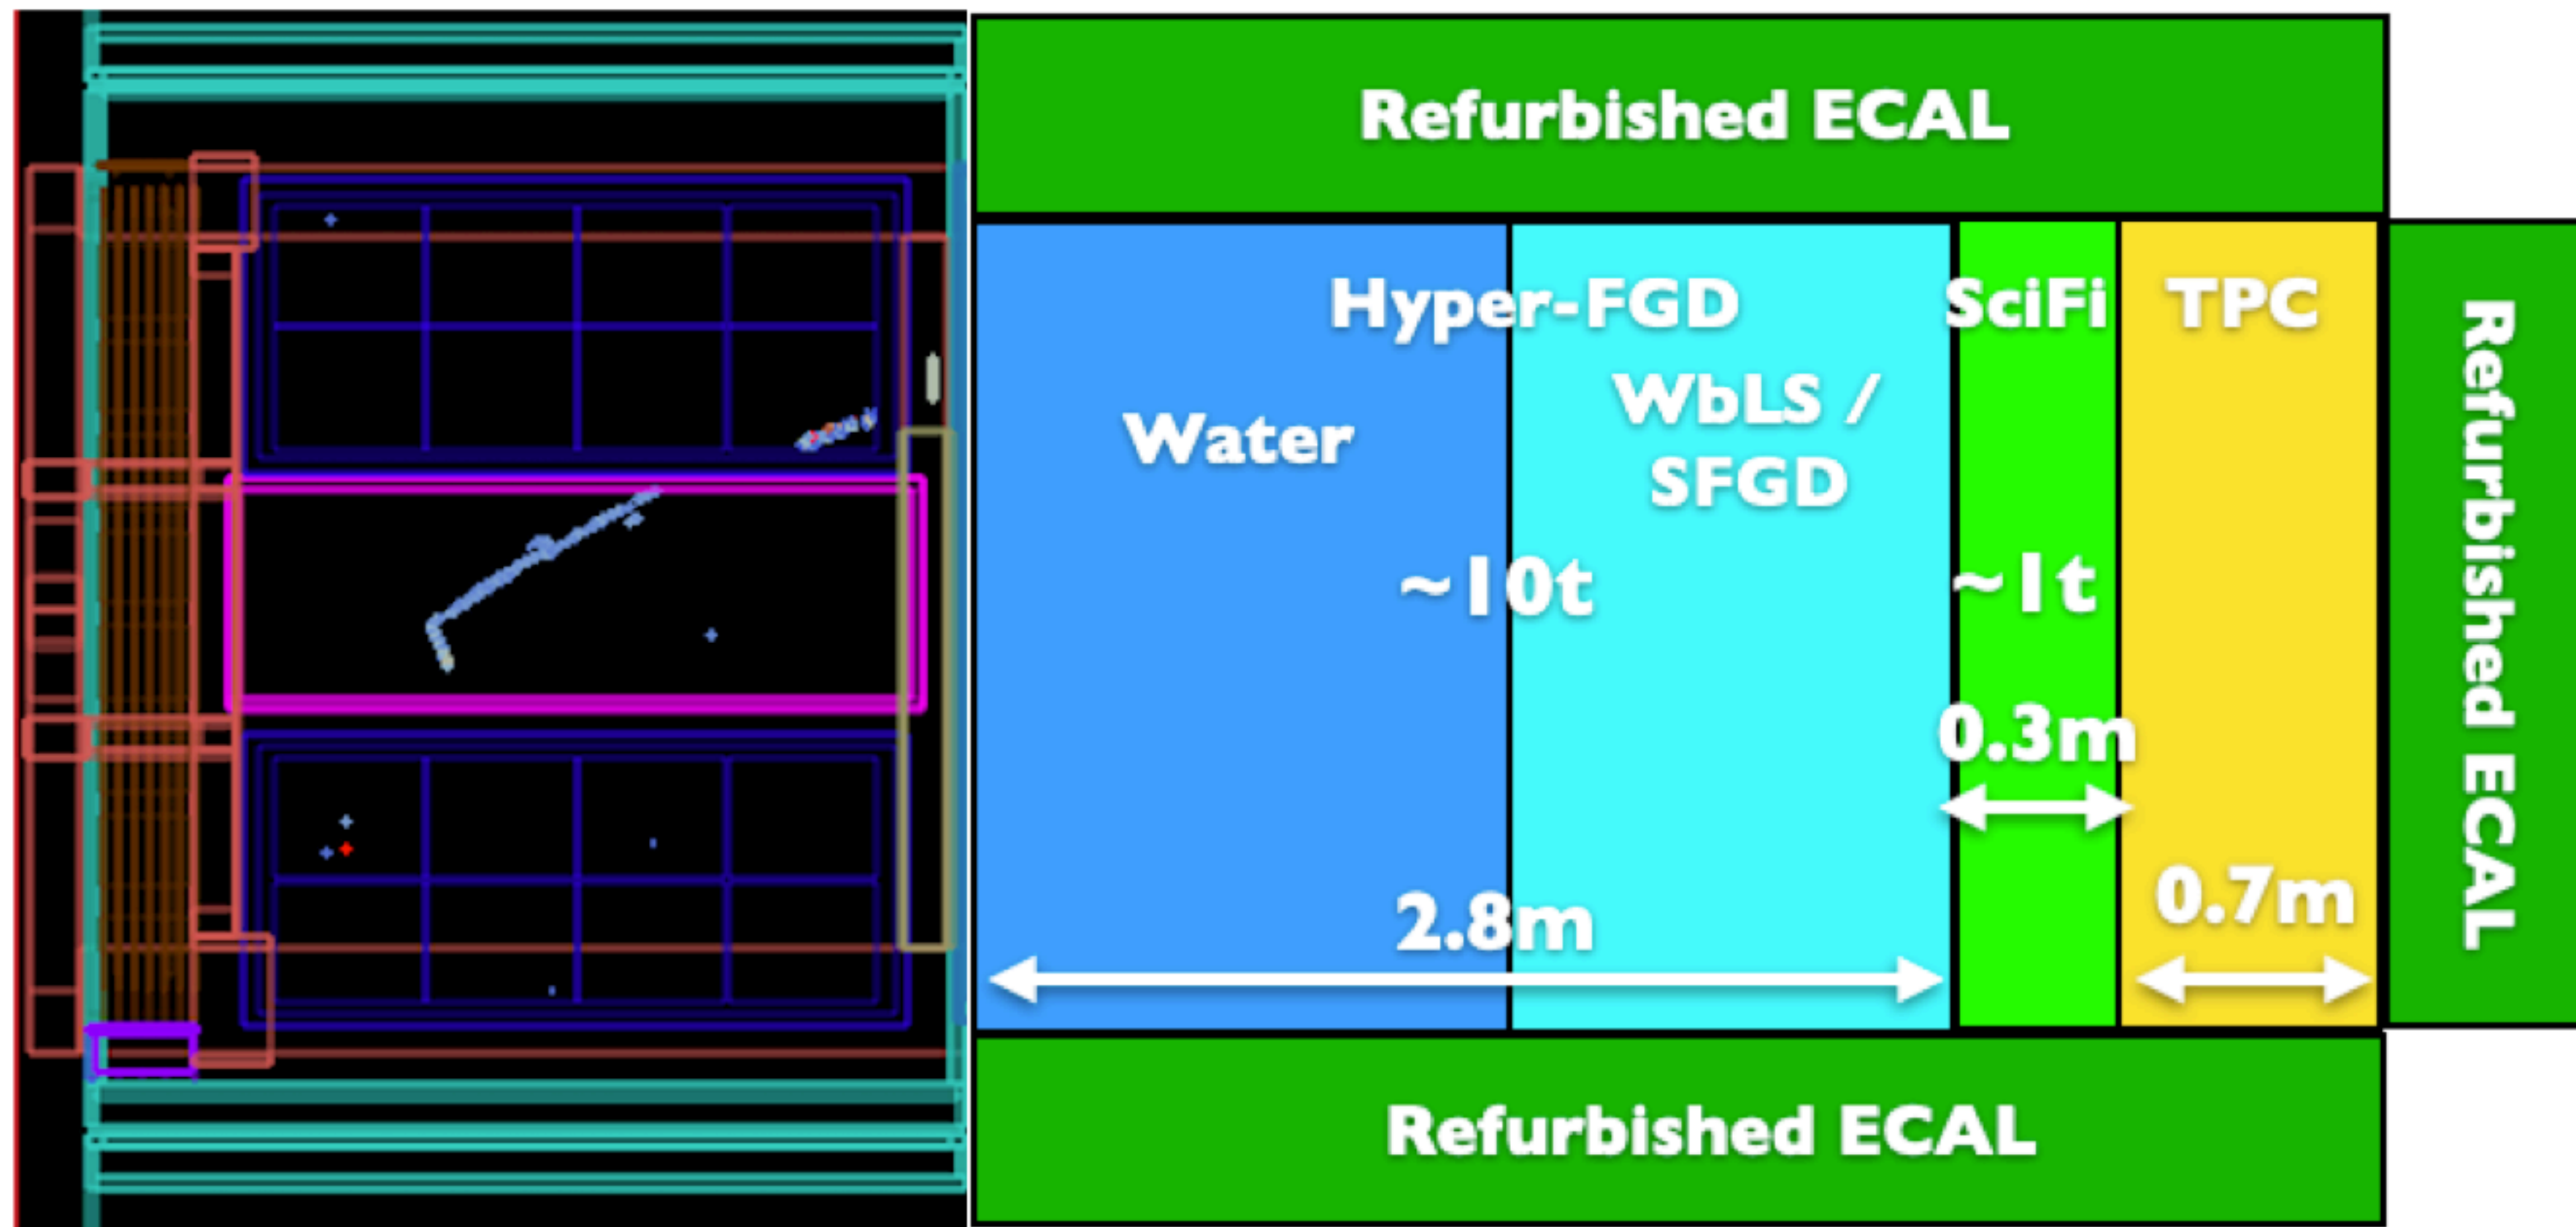 Refurbished ECAL
Hyper-FGD
SciFi
TPC
Water
WbLS /
SFGD
~10t
~1t
0.3m
2.8m
0.7m
Refurbished ECAL
Refurbished ECAL